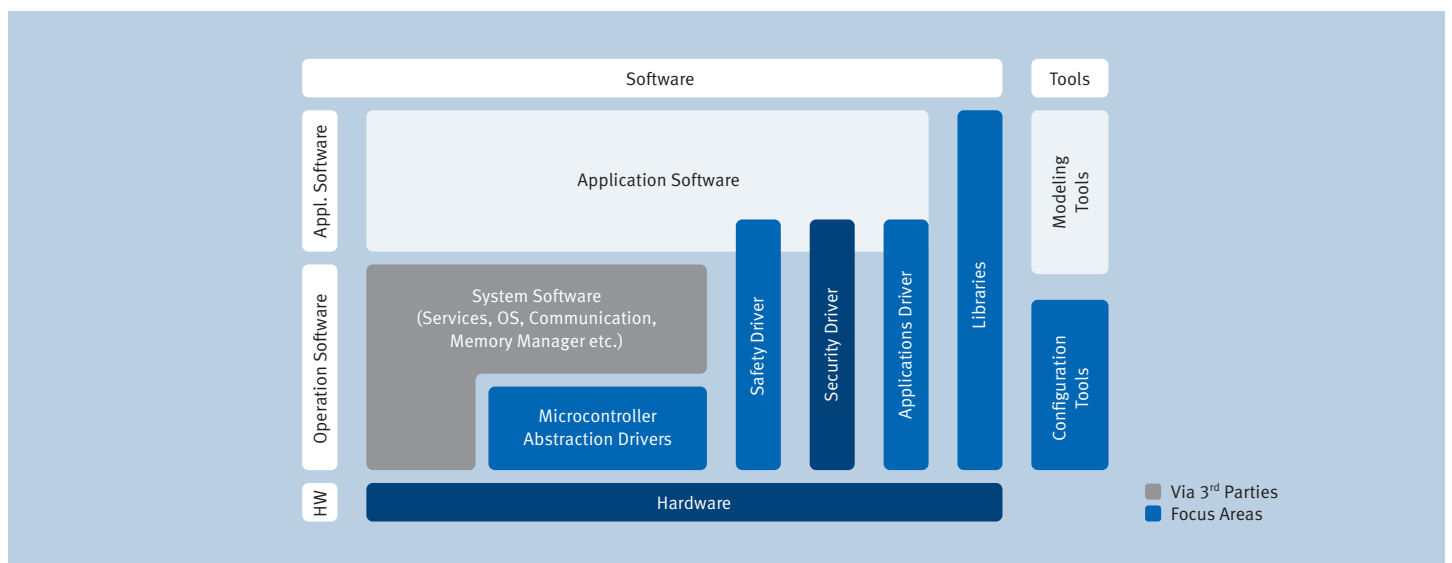 Software
Tools
Appl. Software
Application Software
Modeling
Tools
Operation Software
System Software
(Services, OS, Communication,
Memory Manager etc.)
Microcontroller
Abstraction Drivers
Safety Driver
Security Driver
Applications Driver
Libraries
Configuration
Tools
HW
Hardware
Via 3rd Parties
Focus Areas